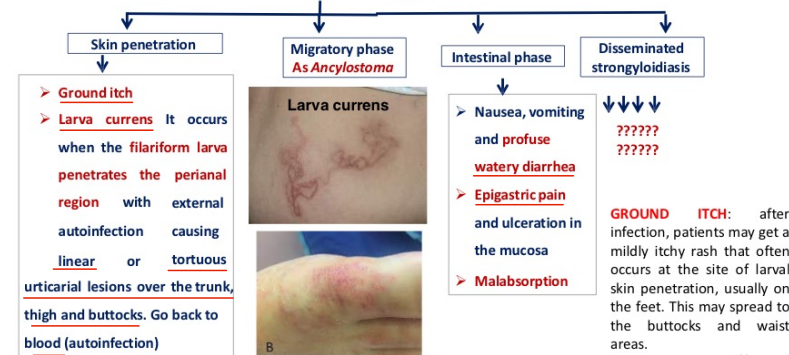 Skin penetration
Migratory phase
As Ancylostoma
Intestinal phase
Disseminated
strongyloidiasis
➢ Ground itch
➢ Larva currens It occurs
when the filariform larva
penetrates the perianal
region with external
autoinfection causing
linear or tortuous
urticarial lesions over the trunk,
thigh and buttocks. Go back to
blood (autoinfection)
Larva currens
B
➢ Nausea, vomiting
and profuse
watery diarrhea
➢ Epigastric pain
and ulceration in
the mucosa
➢ Malabsorption
??????
??????
GROUND ITCH: after
infection, patients may get a
mildly itchy rash that often
occurs at the site of larval
skin penetration, usually on
the feet. This may spread to
the buttocks and waist
areas.